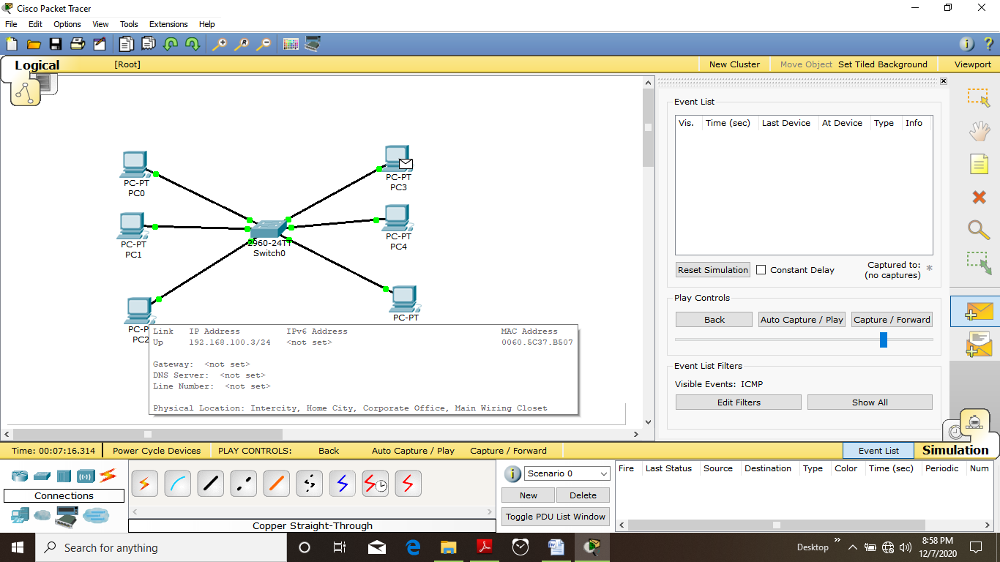 Cisco Packet Tracer
File Edit Options View Tools Extensions Help
Logical [Root] New Cluster Move Object Set Tiled Background Viewport
PC-PT
PC0
PC-PT
PC1
PC-PT
PC3
PC-PT
PC4
2960-24TT
Switch0
PC-PT
PC-P
PC2
Link IP Address IPv6 Address MAC Address
Up 192.168.100.3/24 <not set> 0060.5C37.B507
Gateway: <not set>
DNS Server: <not set>
Line Number: <not set>
Physical Location: Intercity, Home City, Corporate Office, Main Wiring Closet
Event List
Vis. Time (sec) Last Device At Device Type Info
Reset Simulation Constant Delay Captured to: *
(no captures)
Play Controls
Back Auto Capture / Play Capture / Forward
Event List Filters
Visible Events: ICMP
Edit Filters Show All
Time: 00:07:16.314 Power Cycle Devices PLAY CONTROLS: Back Auto Capture / Play Capture / Forward Event List Simulation
Connections
Copper Straight-Through
Scenario 0
New Delete
Toggle PDU List Window
Fire Last Status Source Destination Type Color Time (sec) Periodic Num
Search for anything
Desktop
8:58 PM
12/7/2020